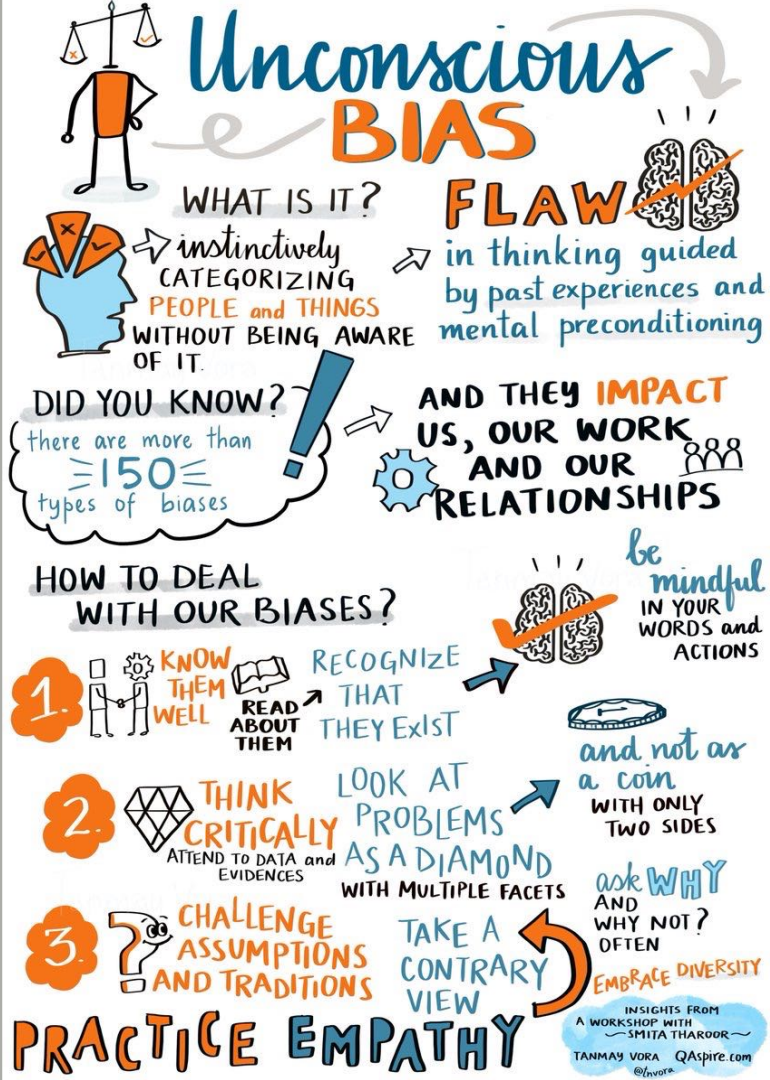 Unconscious
BIAS
WHAT IS IT?
instinctively
CATEGORIZING
PEOPLE and THINGS
WITHOUT BEING AWARE
OF IT.
FLAW
in thinking guided
by past experiences and
mental preconditioning
DID YOU KNOW?
there are more than
150
types of biases
AND THEY IMPACT
US, OUR WORK
AND OUR
RELATIONSHIPS
HOW TO DEAL
WITH OUR BIASES?
1.
KNOW
THEM
WELL
READ
ABOUT
THEM
RECOGNIZE
THAT
THEY EXIST
be
mindful
IN YOUR
WORDS and
ACTIONS
2.
THINK
CRITICALLY
ATTEND TO DATA and
EVIDENCES
LOOK AT
PROBLEMS
AS A DIAMOND
WITH MULTIPLE FACETS
and not as
a coin
WITH ONLY
TWO SIDES
3.
CHALLENGE
ASSUMPTIONS
AND TRADITIONS
TAKE A
CONTRARY
VIEW
ask WHY
AND
WHY NOT?
OFTEN
EMBRACE DIVERSITY
PRACTICE EMPATHY
INSIGHTS FROM
A WORKSHOP WITH
SMITA THAROOR
TANMAY VORA QAspire.com
@tnvora